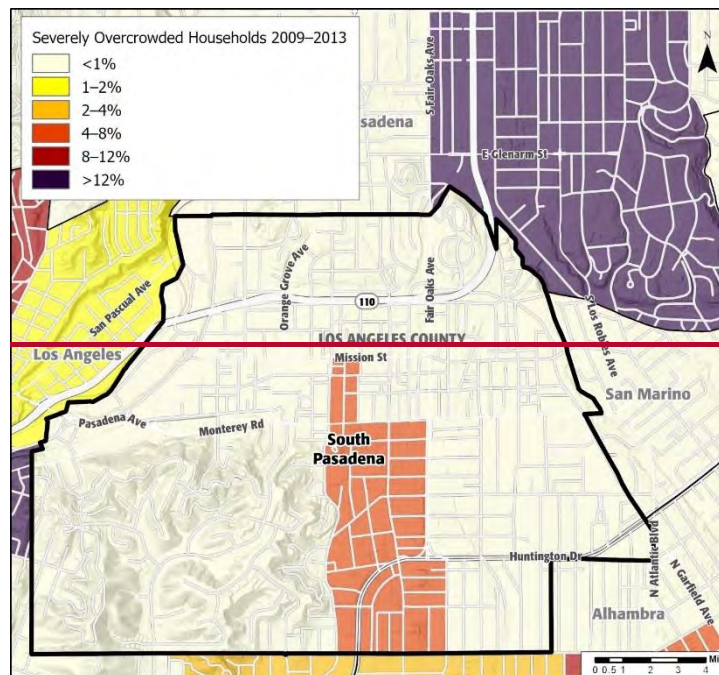 Severely Overcrowded Households 2009–2013
<1%
1–2%
2–4%
4–8%
8–12%
>12%
N
S Fair Oaks Ave
sadena
E Glenarm St
Orange Grove Ave
Fair Oaks Ave
San Pascual Ave
110
S Los Robles Ave
LOS ANGELES COUNTY
Los Angeles
Mission St
San Marino
Pasadena Ave
Monterey Rd
South
Pasadena
Huntington Dr
N Atlantic Blvd
N Garfield Ave
Alhambra
0 0.5 1 2 3 4 Mi